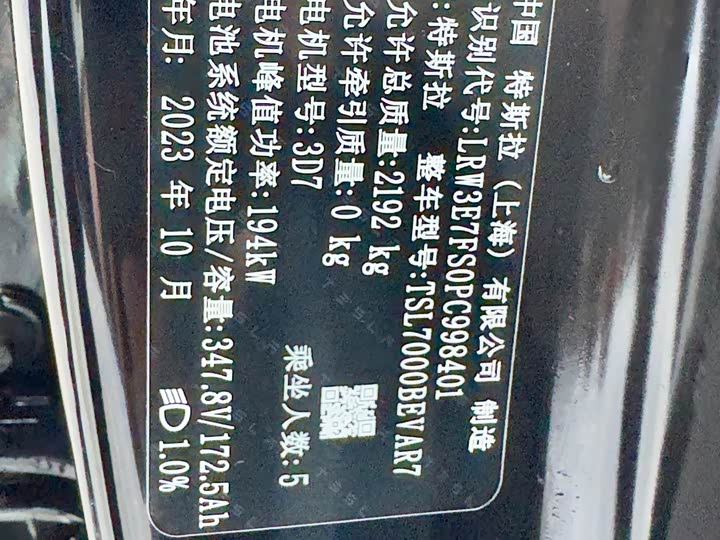 中国 特斯拉（上海）有限公司 制造
识别代号:LRW3E7FS0PC998401
:特斯拉 整车型号:TSL7000BEVAR7
允许总质量:2192 kg
允许牵引质量:0 kg
电机型号:3D7 乘坐人数:5
电机峰值功率:194kW
电池系统额定电压/容量:347.8V/172.5Ah
年月: 2023 年 10 月 1.0%